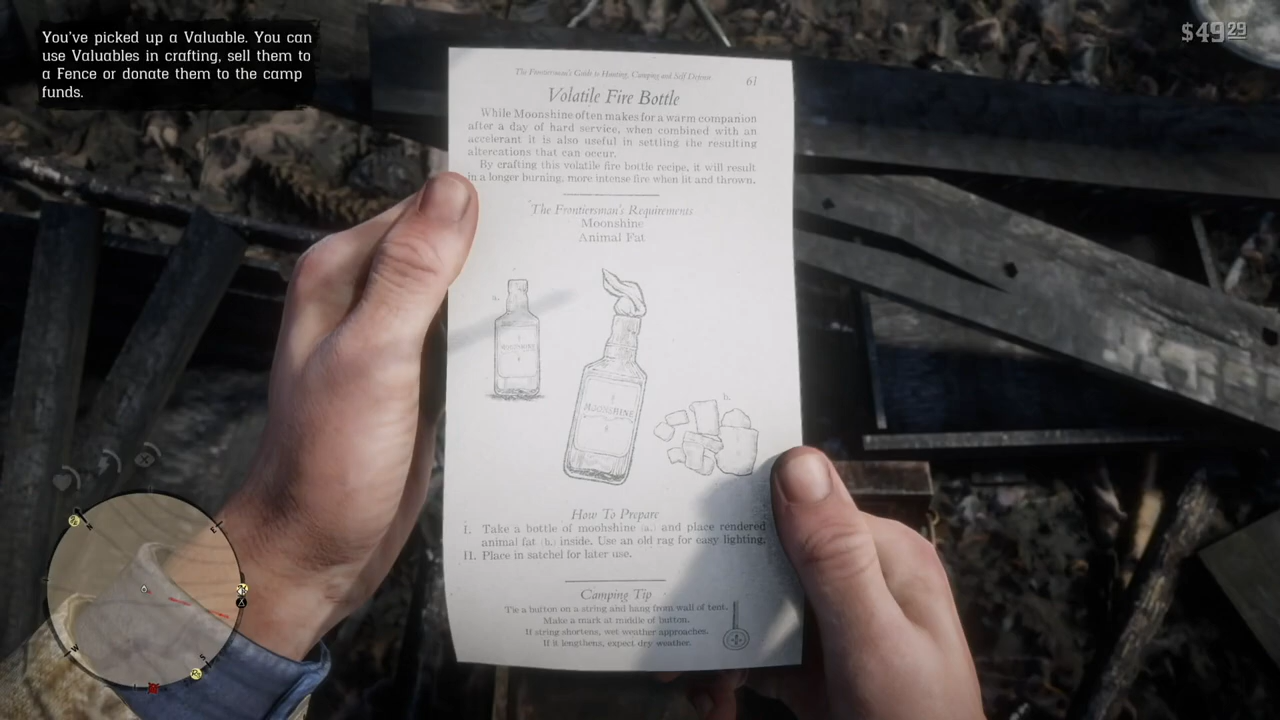 You've picked up a Valuable. You can
use Valuables in crafting, sell them to
a Fence or donate them to the camp
funds.
$49.29
The Frontiersman's Guide to Hunting, Camping and Self Defense
61
Volatile Fire Bottle
While Moonshine often makes for a warm companion
after a day of hard service, when combined with an
accelerant it is also useful in settling the resulting
altercations that can occur.
By crafting this volatile fire bottle recipe, it will result
in a longer burning, more intense fire when lit and thrown.
The Frontiersman's Requirements
Moonshine
Animal Fat
a.
MOONSHINE
MOONSHINE
b.
How To Prepare
I. Take a bottle of moonshine (a.) and place rendered
animal fat (b.) inside. Use an old rag for easy lighting.
II. Place in satchel for later use.
Camping Tip
Tie a button on a string and hang from wall of tent.
Make a mark at middle of button.
If string shortens, wet weather approaches.
If it lengthens, expect dry weather.
N
E
W
S